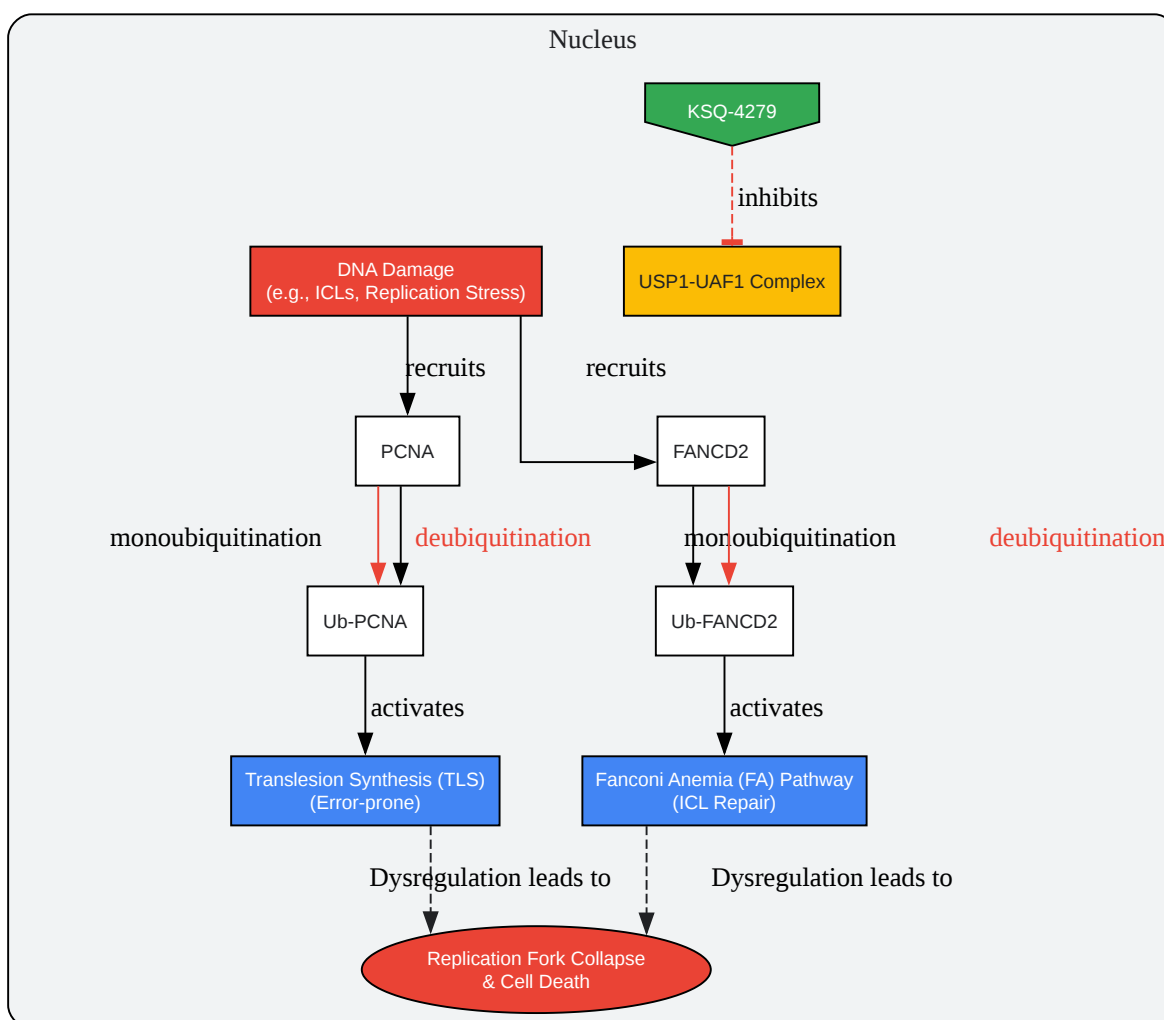 Nucleus
KSQ-4279
inhibits
DNA Damage
(e.g., ICLs, Replication Stress)
USP1-UAF1 Complex
recruits
recruits
PCNA
FANCD2
monoubiquitination
deubiquitination
monoubiquitination
deubiquitination
Ub-PCNA
Ub-FANCD2
activates
activates
Translesion Synthesis (TLS)
(Error-prone)
Fanconi Anemia (FA) Pathway
(ICL Repair)
Dysregulation leads to
Dysregulation leads to
Replication Fork Collapse
& Cell Death